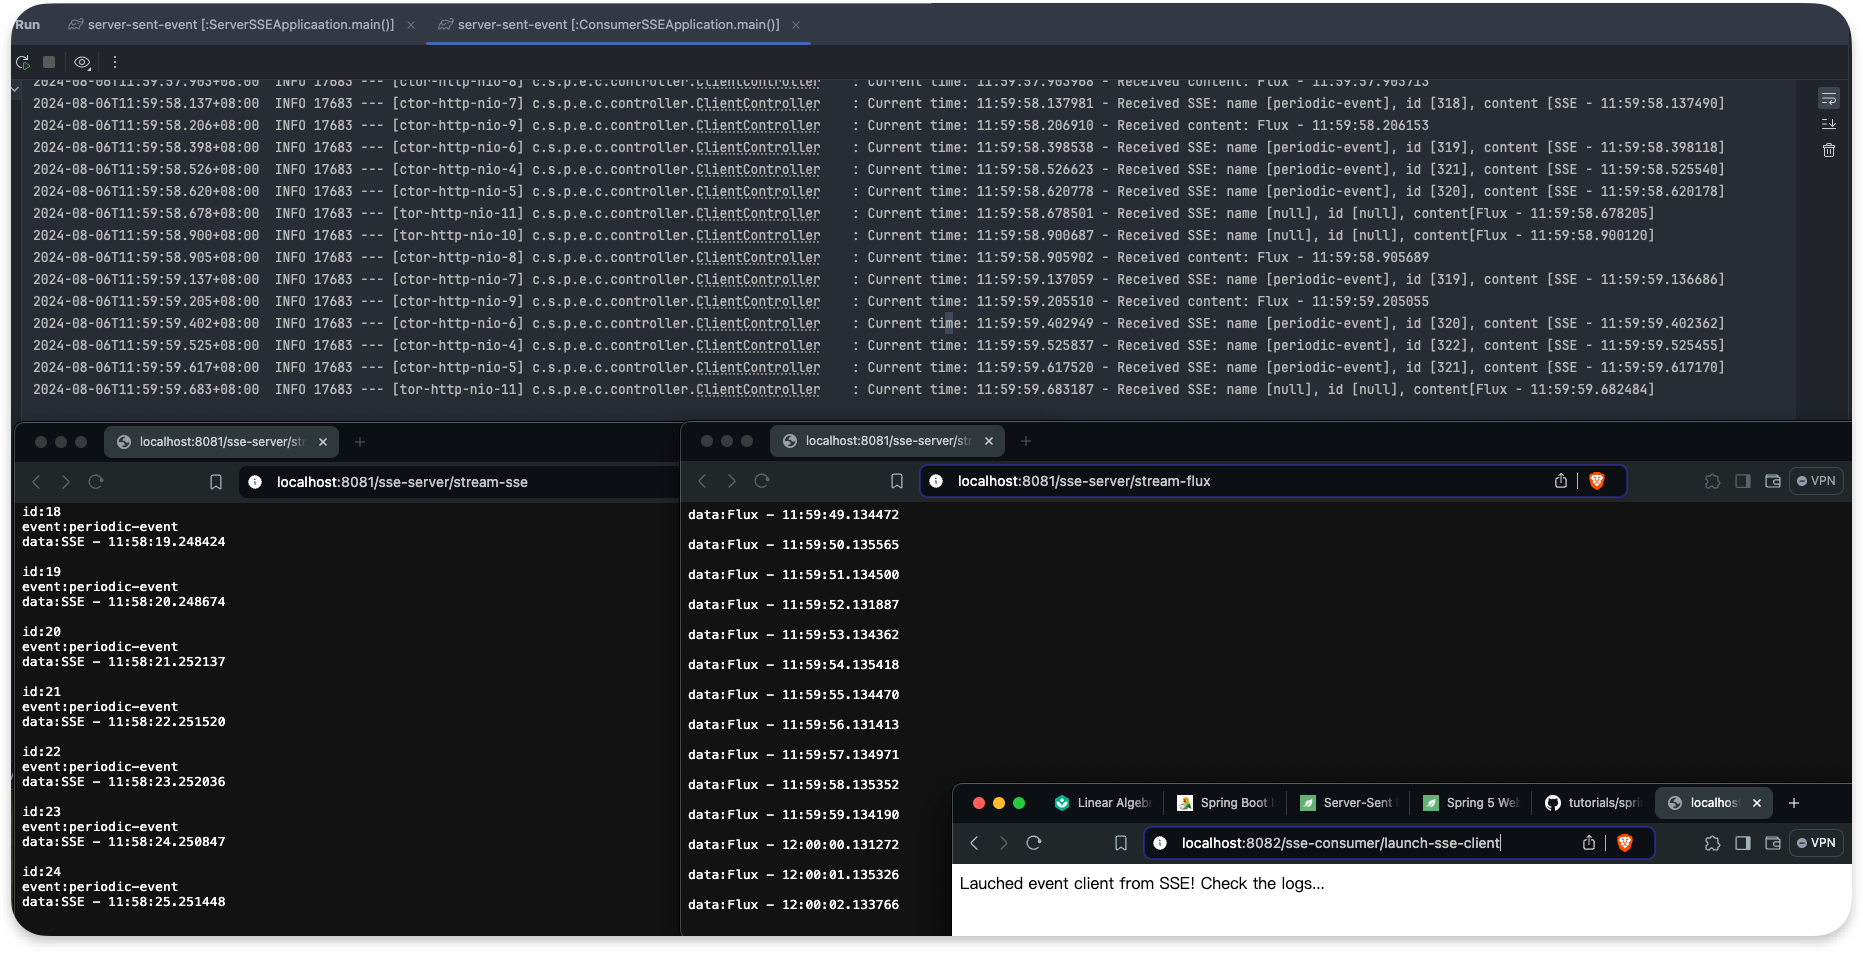 Run server-sent-event [:ServerSSEApplicaation.main()] server-sent-event [:ConsumerSSEApplication.main()]
2024-08-06T11:59:57.903+08:00  INFO 17683 --- [ctor-http-nio-8] c.s.p.e.c.controller.ClientController    : Current time: 11:59:57.903968 - Received content: Flux - 11:59:57.903713
2024-08-06T11:59:58.137+08:00  INFO 17683 --- [ctor-http-nio-7] c.s.p.e.c.controller.ClientController    : Current time: 11:59:58.137981 - Received SSE: name [periodic-event], id [318], content [SSE - 11:59:58.137490]
2024-08-06T11:59:58.206+08:00  INFO 17683 --- [ctor-http-nio-9] c.s.p.e.c.controller.ClientController    : Current time: 11:59:58.206910 - Received content: Flux - 11:59:58.206153
2024-08-06T11:59:58.398+08:00  INFO 17683 --- [ctor-http-nio-6] c.s.p.e.c.controller.ClientController    : Current time: 11:59:58.398538 - Received SSE: name [periodic-event], id [319], content [SSE - 11:59:58.398118]
2024-08-06T11:59:58.526+08:00  INFO 17683 --- [ctor-http-nio-4] c.s.p.e.c.controller.ClientController    : Current time: 11:59:58.526623 - Received SSE: name [periodic-event], id [321], content [SSE - 11:59:58.525540]
2024-08-06T11:59:58.620+08:00  INFO 17683 --- [ctor-http-nio-5] c.s.p.e.c.controller.ClientController    : Current time: 11:59:58.620778 - Received SSE: name [periodic-event], id [320], content [SSE - 11:59:58.620178]
2024-08-06T11:59:58.678+08:00  INFO 17683 --- [tor-http-nio-11] c.s.p.e.c.controller.ClientController    : Current time: 11:59:58.678501 - Received SSE: name [null], id [null], content[Flux - 11:59:58.678205]
2024-08-06T11:59:58.900+08:00  INFO 17683 --- [tor-http-nio-10] c.s.p.e.c.controller.ClientController    : Current time: 11:59:58.900687 - Received SSE: name [null], id [null], content[Flux - 11:59:58.900120]
2024-08-06T11:59:58.905+08:00  INFO 17683 --- [ctor-http-nio-8] c.s.p.e.c.controller.ClientController    : Current time: 11:59:58.905902 - Received content: Flux - 11:59:58.905689
2024-08-06T11:59:59.137+08:00  INFO 17683 --- [ctor-http-nio-7] c.s.p.e.c.controller.ClientController    : Current time: 11:59:59.137059 - Received SSE: name [periodic-event], id [319], content [SSE - 11:59:59.136686]
2024-08-06T11:59:59.205+08:00  INFO 17683 --- [ctor-http-nio-9] c.s.p.e.c.controller.ClientController    : Current time: 11:59:59.205510 - Received content: Flux - 11:59:59.205055
2024-08-06T11:59:59.402+08:00  INFO 17683 --- [ctor-http-nio-6] c.s.p.e.c.controller.ClientController    : Current time: 11:59:59.402949 - Received SSE: name [periodic-event], id [320], content [SSE - 11:59:59.402362]
2024-08-06T11:59:59.525+08:00  INFO 17683 --- [ctor-http-nio-4] c.s.p.e.c.controller.ClientController    : Current time: 11:59:59.525837 - Received SSE: name [periodic-event], id [322], content [SSE - 11:59:59.525455]
2024-08-06T11:59:59.617+08:00  INFO 17683 --- [ctor-http-nio-5] c.s.p.e.c.controller.ClientController    : Current time: 11:59:59.617520 - Received SSE: name [periodic-event], id [321], content [SSE - 11:59:59.617170]
2024-08-06T11:59:59.683+08:00  INFO 17683 --- [tor-http-nio-11] c.s.p.e.c.controller.ClientController    : Current time: 11:59:59.683187 - Received SSE: name [null], id [null], content[Flux - 11:59:59.682484]
localhost:8081/sse-server/str
localhost:8081/sse-server/stream-sse
id:18
event:periodic-event
data:SSE - 11:58:19.248424
id:19
event:periodic-event
data:SSE - 11:58:20.248674
id:20
event:periodic-event
data:SSE - 11:58:21.252137
id:21
event:periodic-event
data:SSE - 11:58:22.251520
id:22
event:periodic-event
data:SSE - 11:58:23.252036
id:23
event:periodic-event
data:SSE - 11:58:24.250847
id:24
event:periodic-event
data:SSE - 11:58:25.251448
localhost:8081/sse-server/str
localhost:8081/sse-server/stream-flux VPN
data:Flux - 11:59:49.134472
data:Flux - 11:59:50.135565
data:Flux - 11:59:51.134500
data:Flux - 11:59:52.131887
data:Flux - 11:59:53.134362
data:Flux - 11:59:54.135418
data:Flux - 11:59:55.134470
data:Flux - 11:59:56.131413
data:Flux - 11:59:57.134971
data:Flux - 11:59:58.135352
data:Flux - 11:59:59.134190
data:Flux - 12:00:00.131272
data:Flux - 12:00:01.135326
data:Flux - 12:00:02.133766
Linear Algeb Spring Boot Server-Sent Spring 5 We tutorials/spri localhos
localhost:8082/sse-consumer/launch-sse-client VPN
Lauched event client from SSE! Check the logs...